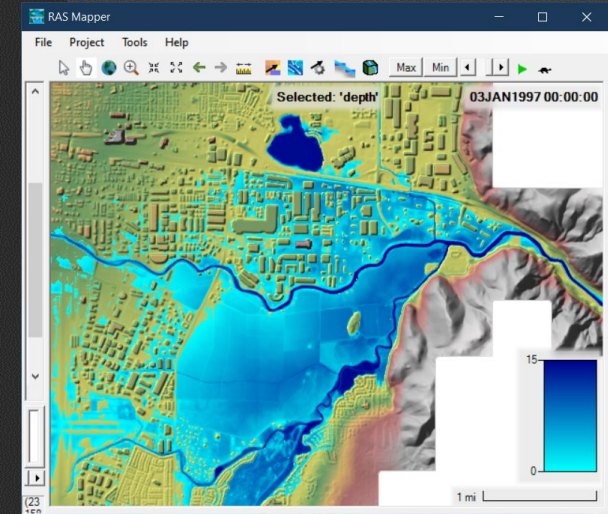 RAS Mapper
File Project Tools Help
Max Min
Selected: 'depth' 03JAN1997 00:00:00
15
0
1 mi
(23